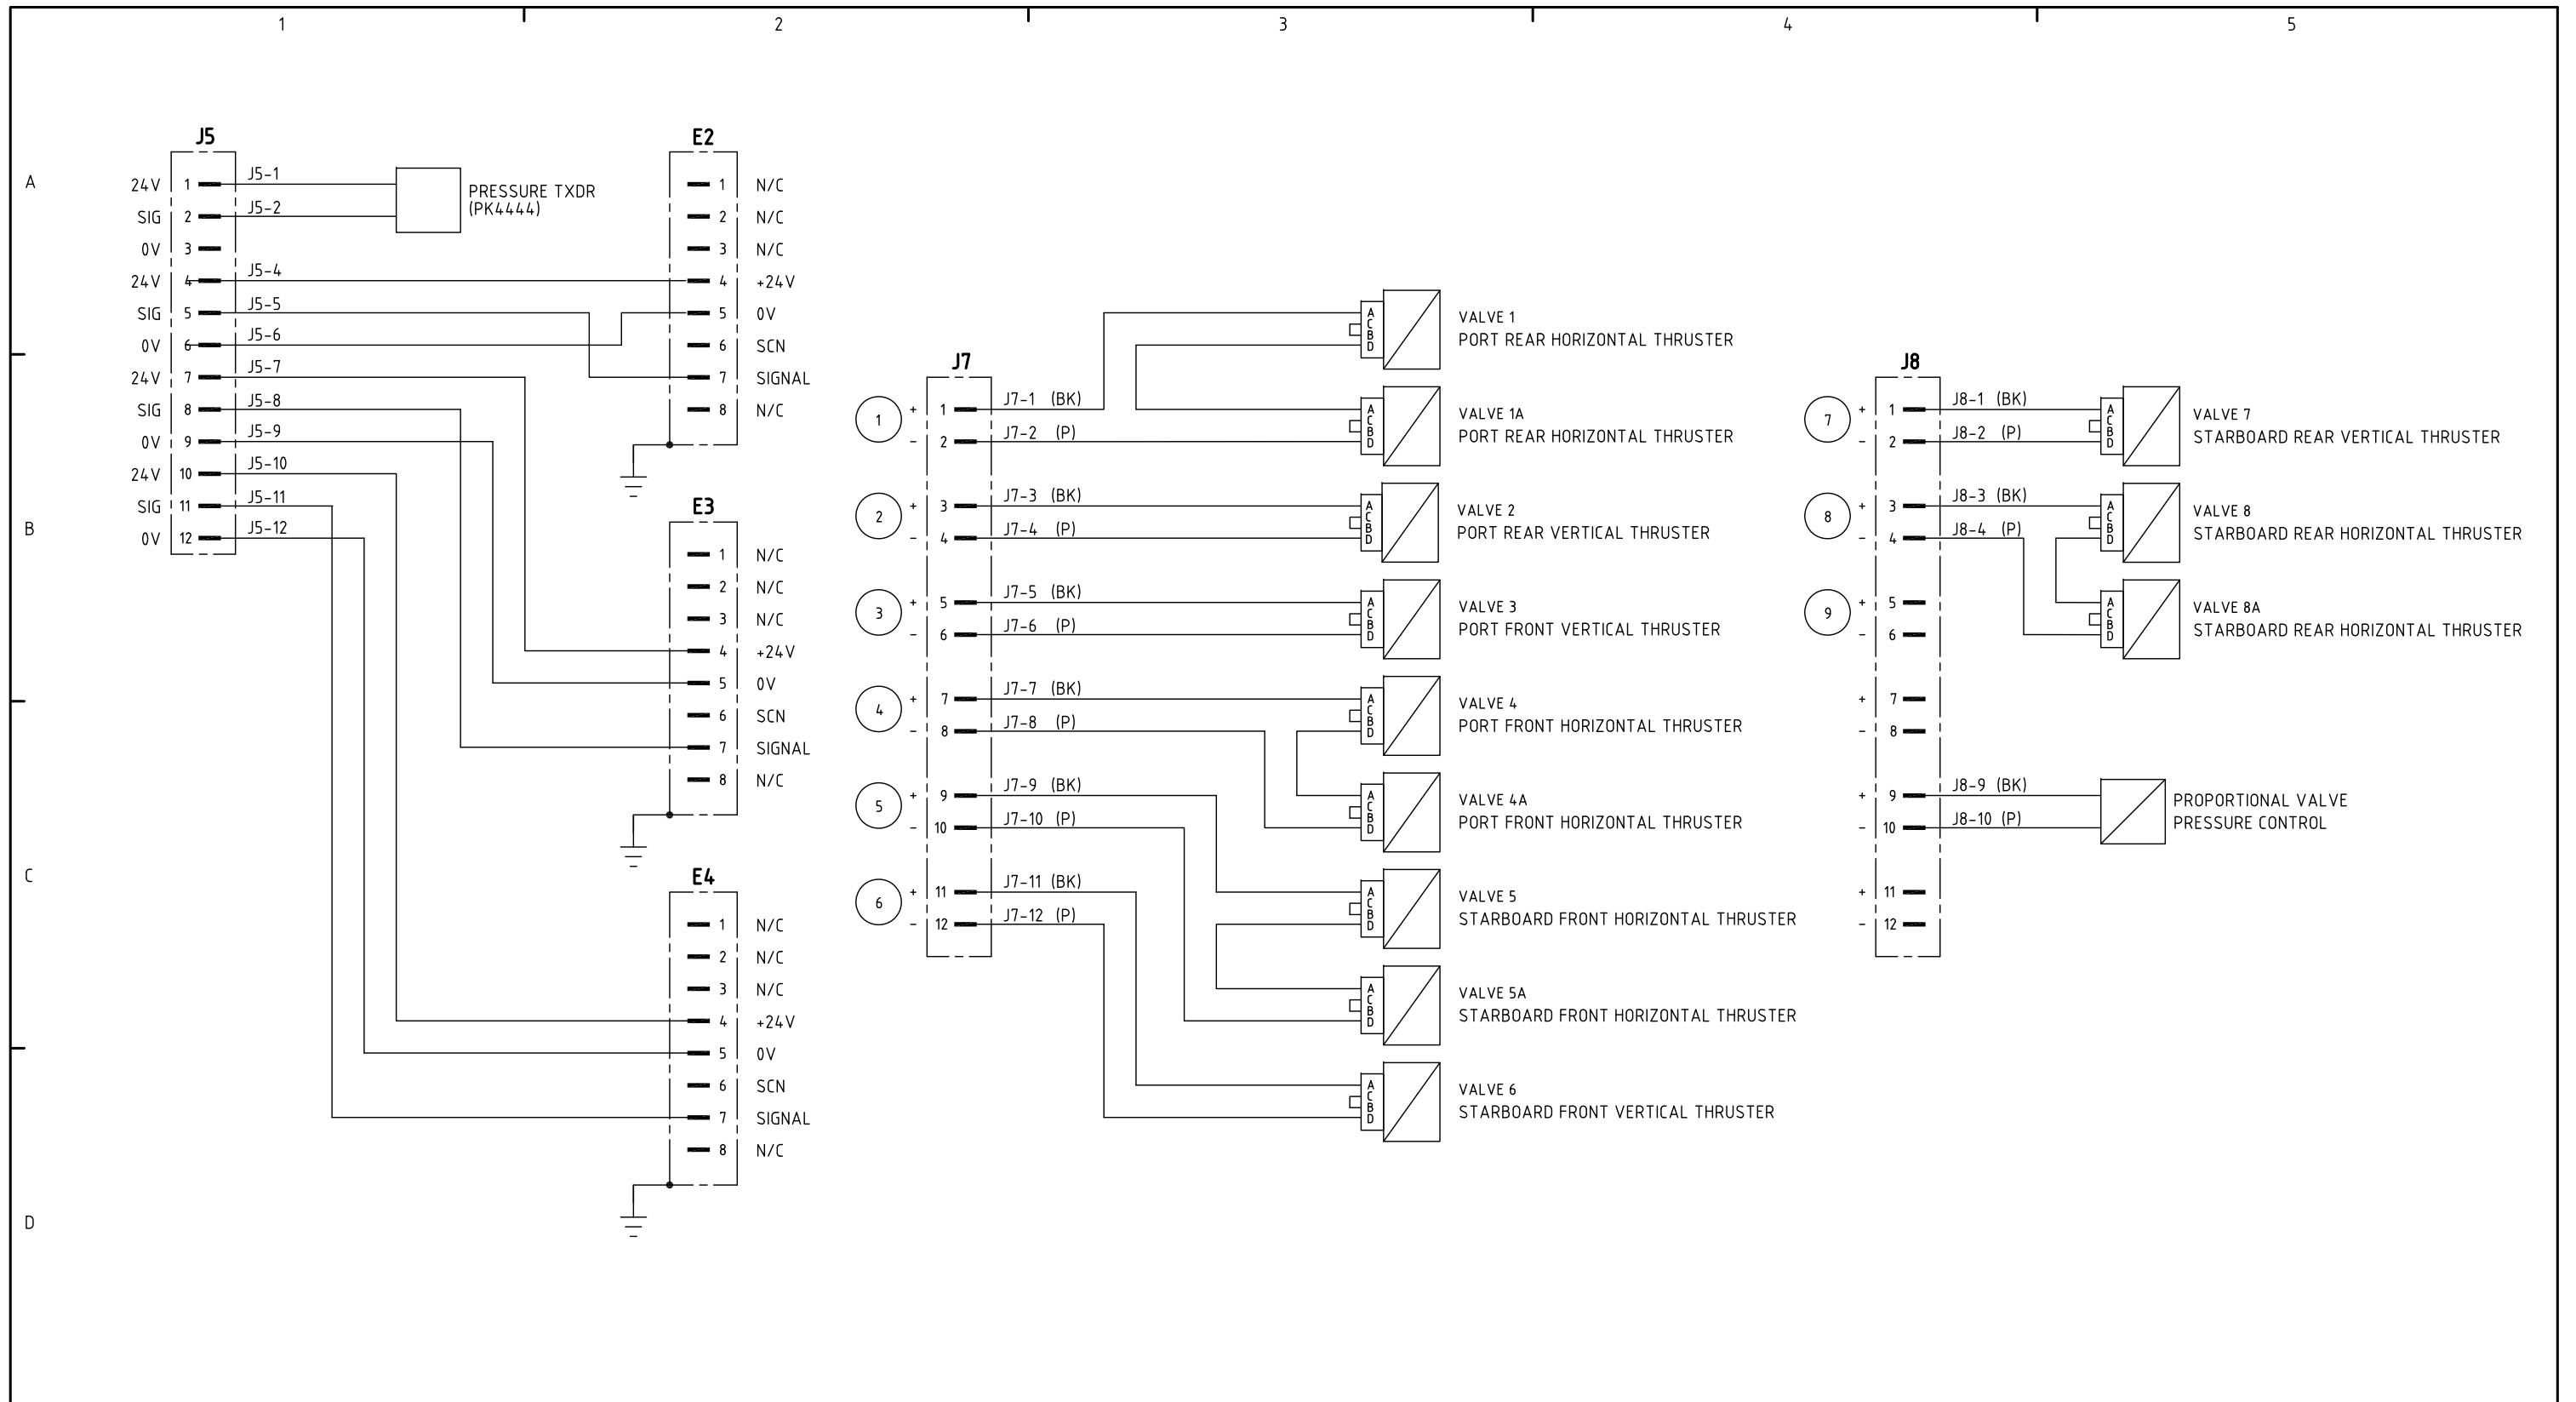 1 2 3 4 5
A
B
C
D
J5
24V 1 J5-1
SIG 2 J5-2
0V 3
24V 4 J5-4
SIG 5 J5-5
0V 6 J5-6
24V 7 J5-7
SIG 8 J5-8
0V 9 J5-9
24V 10 J5-10
SIG 11 J5-11
0V 12 J5-12
PRESSURE TXDR
(PK4444)
E2
1 N/C
2 N/C
3 N/C
4 +24V
5 0V
6 SCN
7 SIGNAL
8 N/C
E3
1 N/C
2 N/C
3 N/C
4 +24V
5 0V
6 SCN
7 SIGNAL
8 N/C
E4
1 N/C
2 N/C
3 N/C
4 +24V
5 0V
6 SCN
7 SIGNAL
8 N/C
J7
1 + 1 J7-1 (BK)
- 2 J7-2 (P)
2 + 3 J7-3 (BK)
- 4 J7-4 (P)
3 + 5 J7-5 (BK)
- 6 J7-6 (P)
4 + 7 J7-7 (BK)
- 8 J7-8 (P)
5 + 9 J7-9 (BK)
- 10 J7-10 (P)
6 + 11 J7-11 (BK)
- 12 J7-12 (P)
A
C
B
D
VALVE 1
PORT REAR HORIZONTAL THRUSTER
A
C
B
D
VALVE 1A
PORT REAR HORIZONTAL THRUSTER
A
C
B
D
VALVE 2
PORT REAR VERTICAL THRUSTER
A
C
B
D
VALVE 3
PORT FRONT VERTICAL THRUSTER
A
C
B
D
VALVE 4
PORT FRONT HORIZONTAL THRUSTER
A
C
B
D
VALVE 4A
PORT FRONT HORIZONTAL THRUSTER
A
C
B
D
VALVE 5
STARBOARD FRONT HORIZONTAL THRUSTER
A
C
B
D
VALVE 5A
STARBOARD FRONT HORIZONTAL THRUSTER
A
C
B
D
VALVE 6
STARBOARD FRONT VERTICAL THRUSTER
J8
7 + 1 J8-1 (BK)
- 2 J8-2 (P)
8 + 3 J8-3 (BK)
- 4 J8-4 (P)
9 + 5
- 6
+ 7
- 8
+ 9 J8-9 (BK)
- 10 J8-10 (P)
+ 11
- 12
A
C
B
D
VALVE 7
STARBOARD REAR VERTICAL THRUSTER
A
C
B
D
VALVE 8
STARBOARD REAR HORIZONTAL THRUSTER
A
C
B
D
VALVE 8A
STARBOARD REAR HORIZONTAL THRUSTER
PROPORTIONAL VALVE
PRESSURE CONTROL